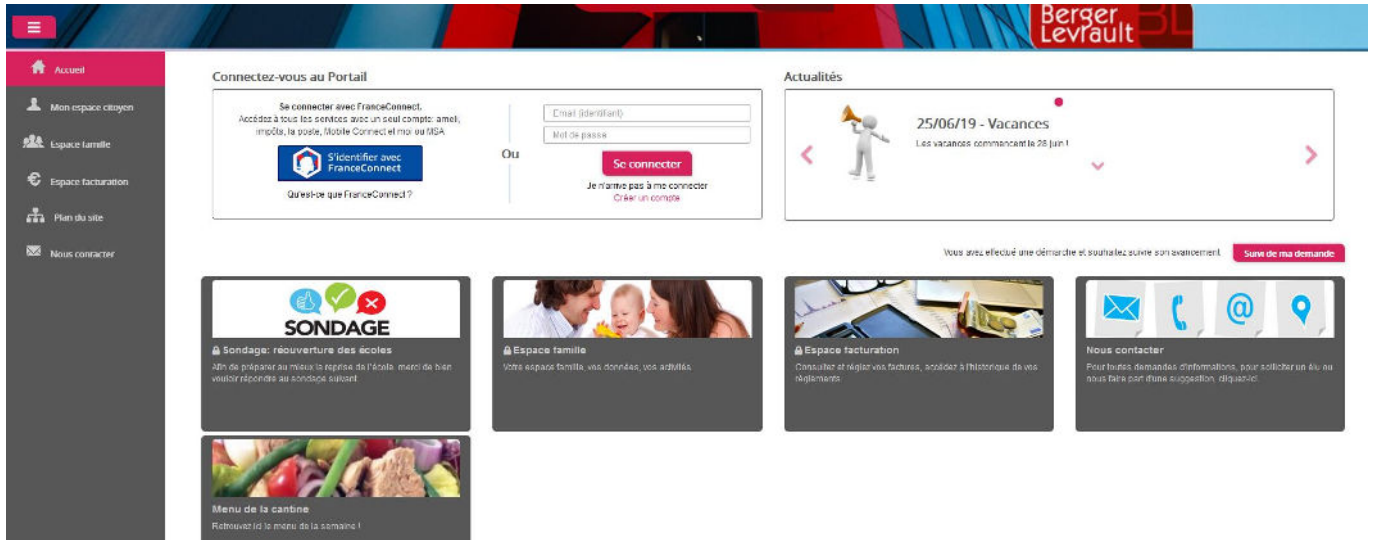 Berger
Levrault
Accueil
Mon espace citoyen
Espace famille
Espace facturation
Plan du site
Nous contacter
Connectez-vous au Portail
Se connecter avec FranceConnect.
Accédez à tous les services avec un seul compte: ameli,
impôts, la poste, Mobile Connect et moi ou MSA
S'identifier avec
FranceConnect
Qu'est-ce que FranceConnect ?
Ou
Email (identifiant)
Mot de passe
Se connecter
Je n'arrive pas à me connecter
Créer un compte
Actualités
25/06/19 - Vacances
Les vacances commencent le 28 juin !
Vous avez effectué une démarche et souhaitez suivre son avancement
Suivi de ma demande
SONDAGE
Sondage: réouverture des écoles
Afin de préparer au mieux la reprise de l'école, merci de bien
vouloir répondre au sondage suivant
Espace famille
Votre espace famille, vos données, vos activités
Espace facturation
Consultez et réglez vos factures, accédez à l'historique de vos
règlements
Nous contacter
Pour toutes demandes d'informations, pour solliciter un élu ou
nous faire part d'une suggestion, cliquez-ici.
Menu de la cantine
Retrouvez ici le menu de la semaine !